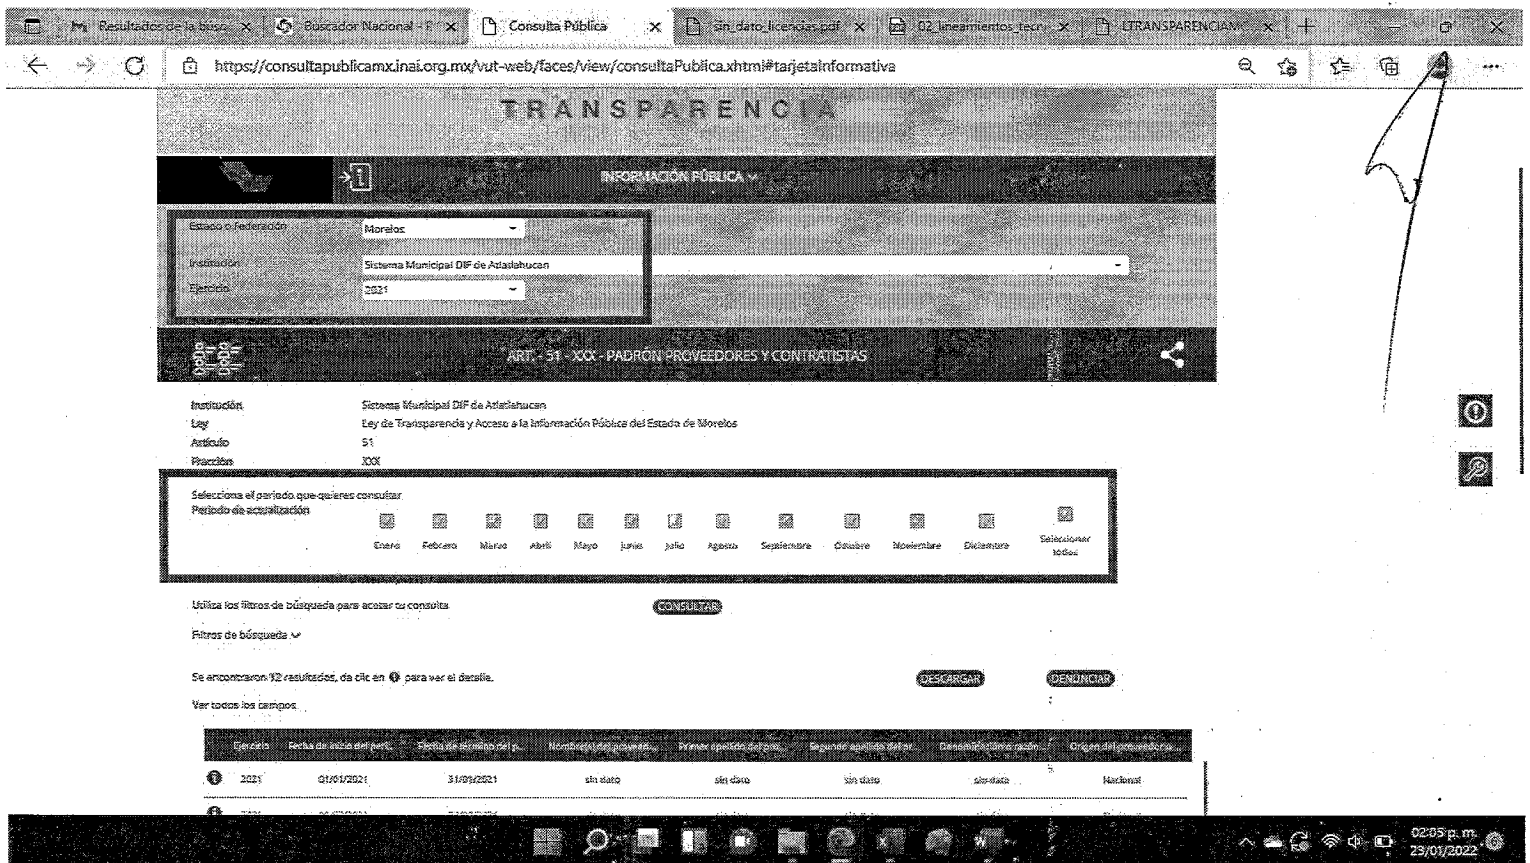 Resultados de la busc
Buscador Nacional - P
Consulta Pública
sin_dato_licencias.pdf
02_lineamientos_tecn
LTRANSPARENCIAMO
https://consultapublicamx.inai.org.mx/vut-web/faces/view/consultaPublica.xhtml#tarjetaInformativa
TRANSPARENCIA
INFORMACIÓN PÚBLICA
Estado o Federación Morelos
Institución Sistema Municipal DIF de Atlatlahucan
Ejercicio 2021
ART. - 51 - XXX - PADRÓN PROVEEDORES Y CONTRATISTAS
Institución Sistema Municipal DIF de Atlatlahucan
Ley Ley de Transparencia y Acceso a la Información Pública del Estado de Morelos
Artículo 51
Fracción XXX
Selecciona el periodo que quieres consultar
Periodo de actualización
Enero Febrero Marzo Abril Mayo Junio Julio Agosto Septiembre Octubre Noviembre Diciembre Seleccionar todos
Utiliza los filtros de búsqueda para acotar tu consulta
CONSULTAR
Filtros de búsqueda
Se encontraron 12 resultados, da clic en para ver el detalle.
DESCARGAR DENUNCIAR
Ver todos los campos
Ejercicio Fecha de inicio del peri... Fecha de término del p... Nombre(s) del proveed... Primer apellido del pro... Segundo apellido del pr... Denominación o razón... Origen del proveedor o ...
2021 01/01/2021 31/01/2021 sin dato sin dato sin dato sin dato Nacional
02:05 p. m.
23/01/2022